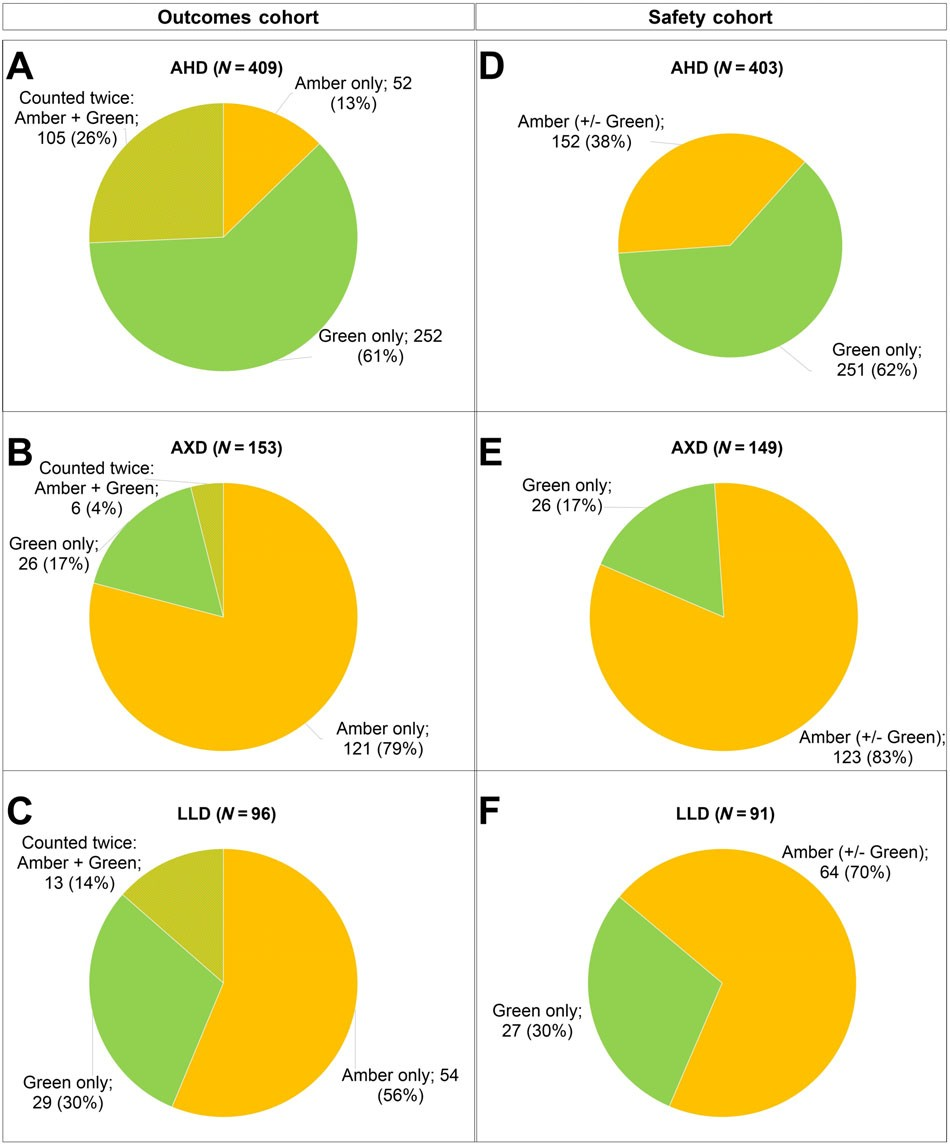 Outcomes cohort
Safety cohort
A
AHD (N = 409)
Amber only; 52
(13%)
Counted twice:
Amber + Green;
105 (26%)
Green only; 252
(61%)
D
AHD (N = 403)
Amber (+/- Green);
152 (38%)
Green only;
251 (62%)
B
AXD (N = 153)
Counted twice:
Amber + Green;
6 (4%)
Green only;
26 (17%)
Amber only;
121 (79%)
E
AXD (N = 149)
Green only;
26 (17%)
Amber (+/- Green);
123 (83%)
C
LLD (N = 96)
Counted twice:
Amber + Green;
13 (14%)
Green only;
29 (30%)
Amber only; 54
(56%)
F
LLD (N = 91)
Amber (+/- Green);
64 (70%)
Green only;
27 (30%)